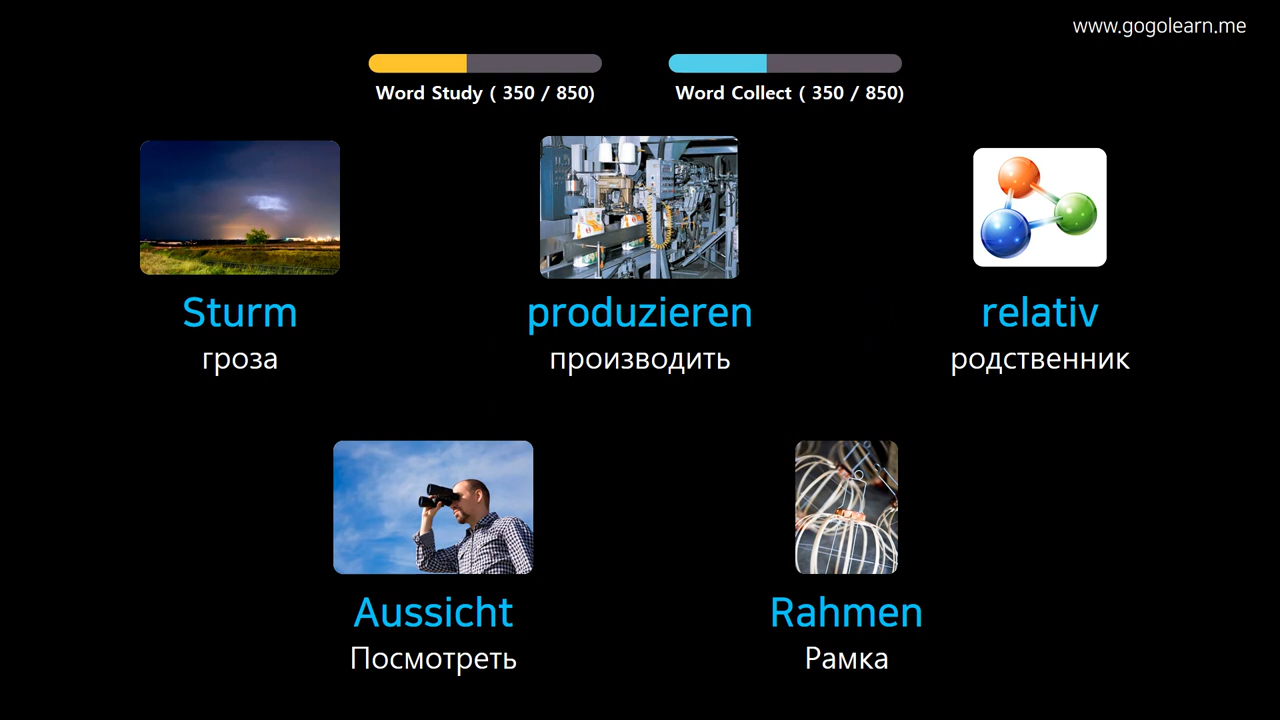 www.gogolearn.me
Word Study ( 350 / 850)
Word Collect ( 350 / 850)
Sturm
гроза
produzieren
производить
relativ
родственник
Aussicht
Посмотреть
Rahmen
Рамка